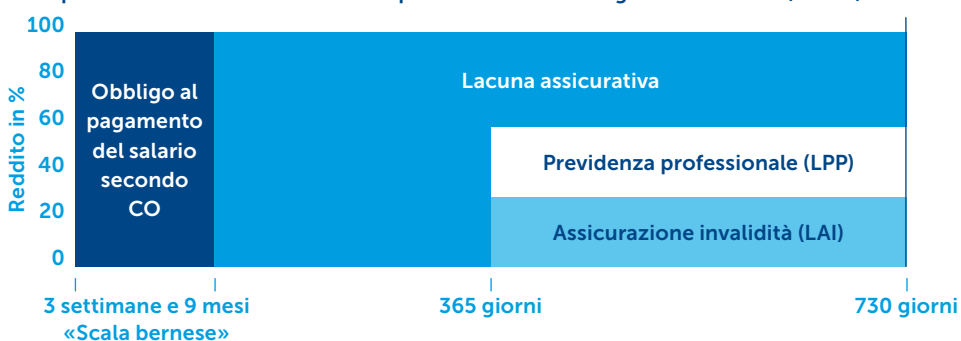 100
80
60
40
20
0
Reddito in %
Obbligo al
pagamento
del salario
secondo
CO
Lacuna assicurativa
Previdenza professionale (LPP)
Assicurazione invalidità (LAI)
3 settimane e 9 mesi
«Scala bernese»
365 giorni
730 giorni